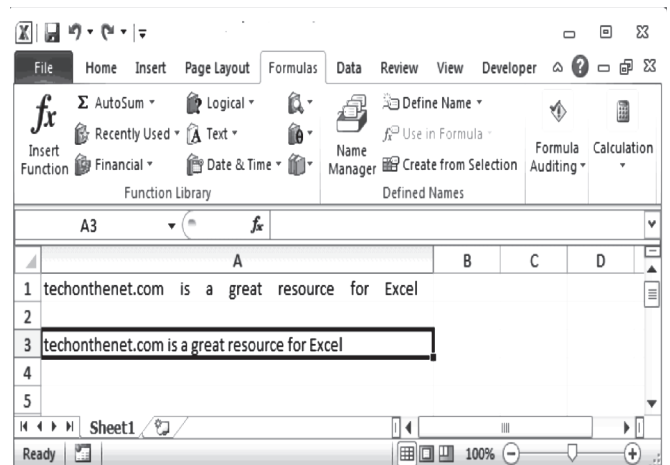 File Home Insert Page Layout Formulas Data Review View Developer
Σ AutoSum Logical Define Name
fx Insert Function Recently Used Text Name Manager fx Use in Formula Formula Auditing Calculation
Financial Date & Time Create from Selection
Function Library Defined Names
A3 fx
A B C D
1 techonthenet.com is a great resource for Excel
2
3 techonthenet.com is a great resource for Excel
4
5
Sheet1
Ready 100%